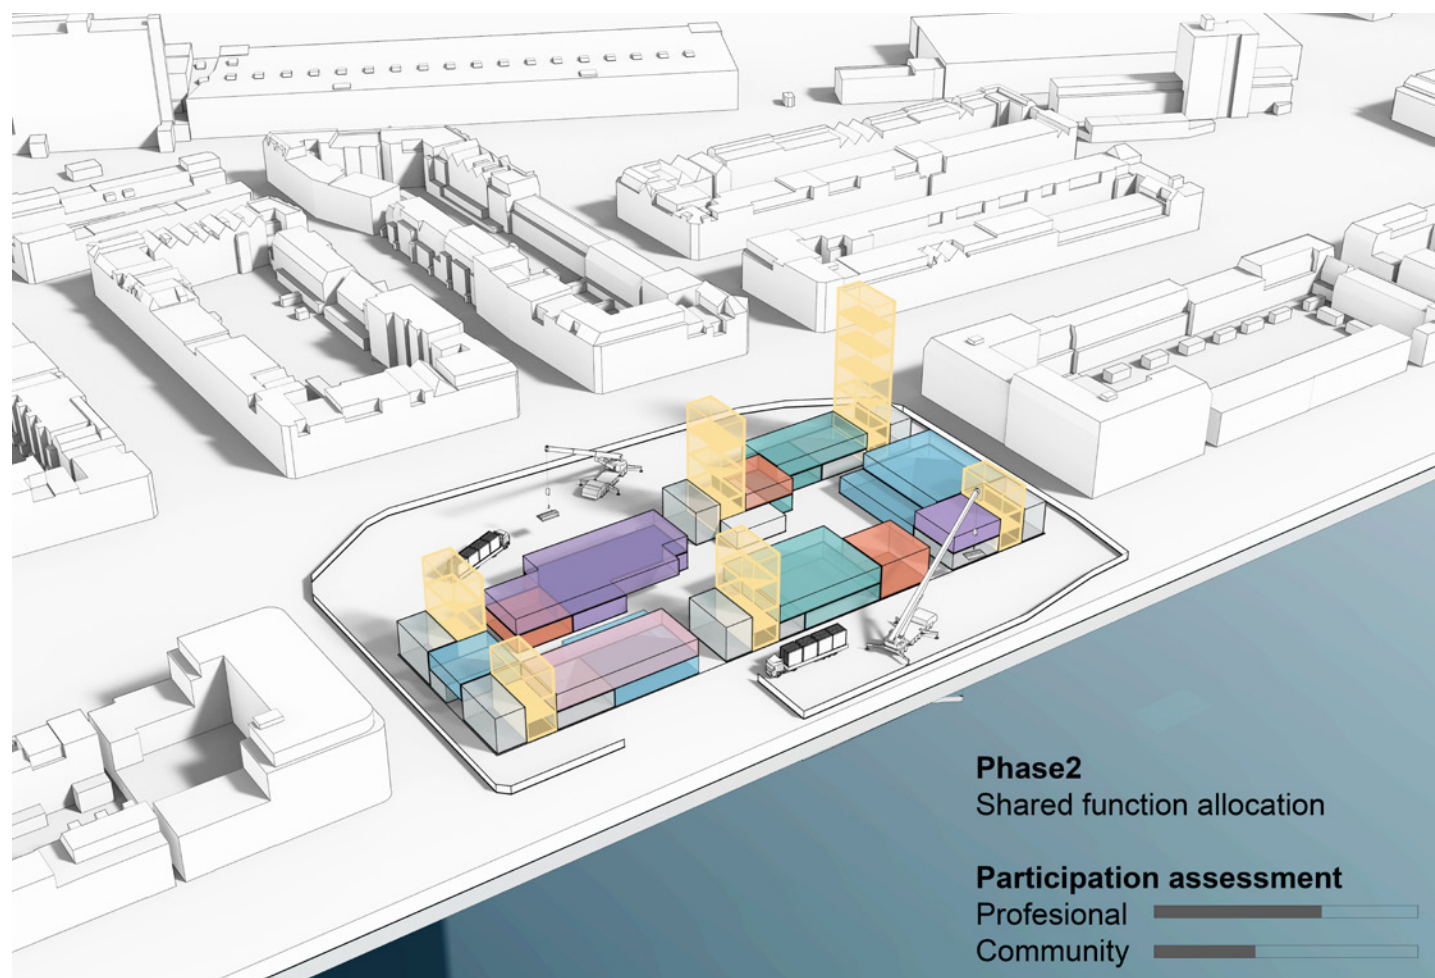 Phase2
Shared function allocation
Participation assessment
Profesional
Community